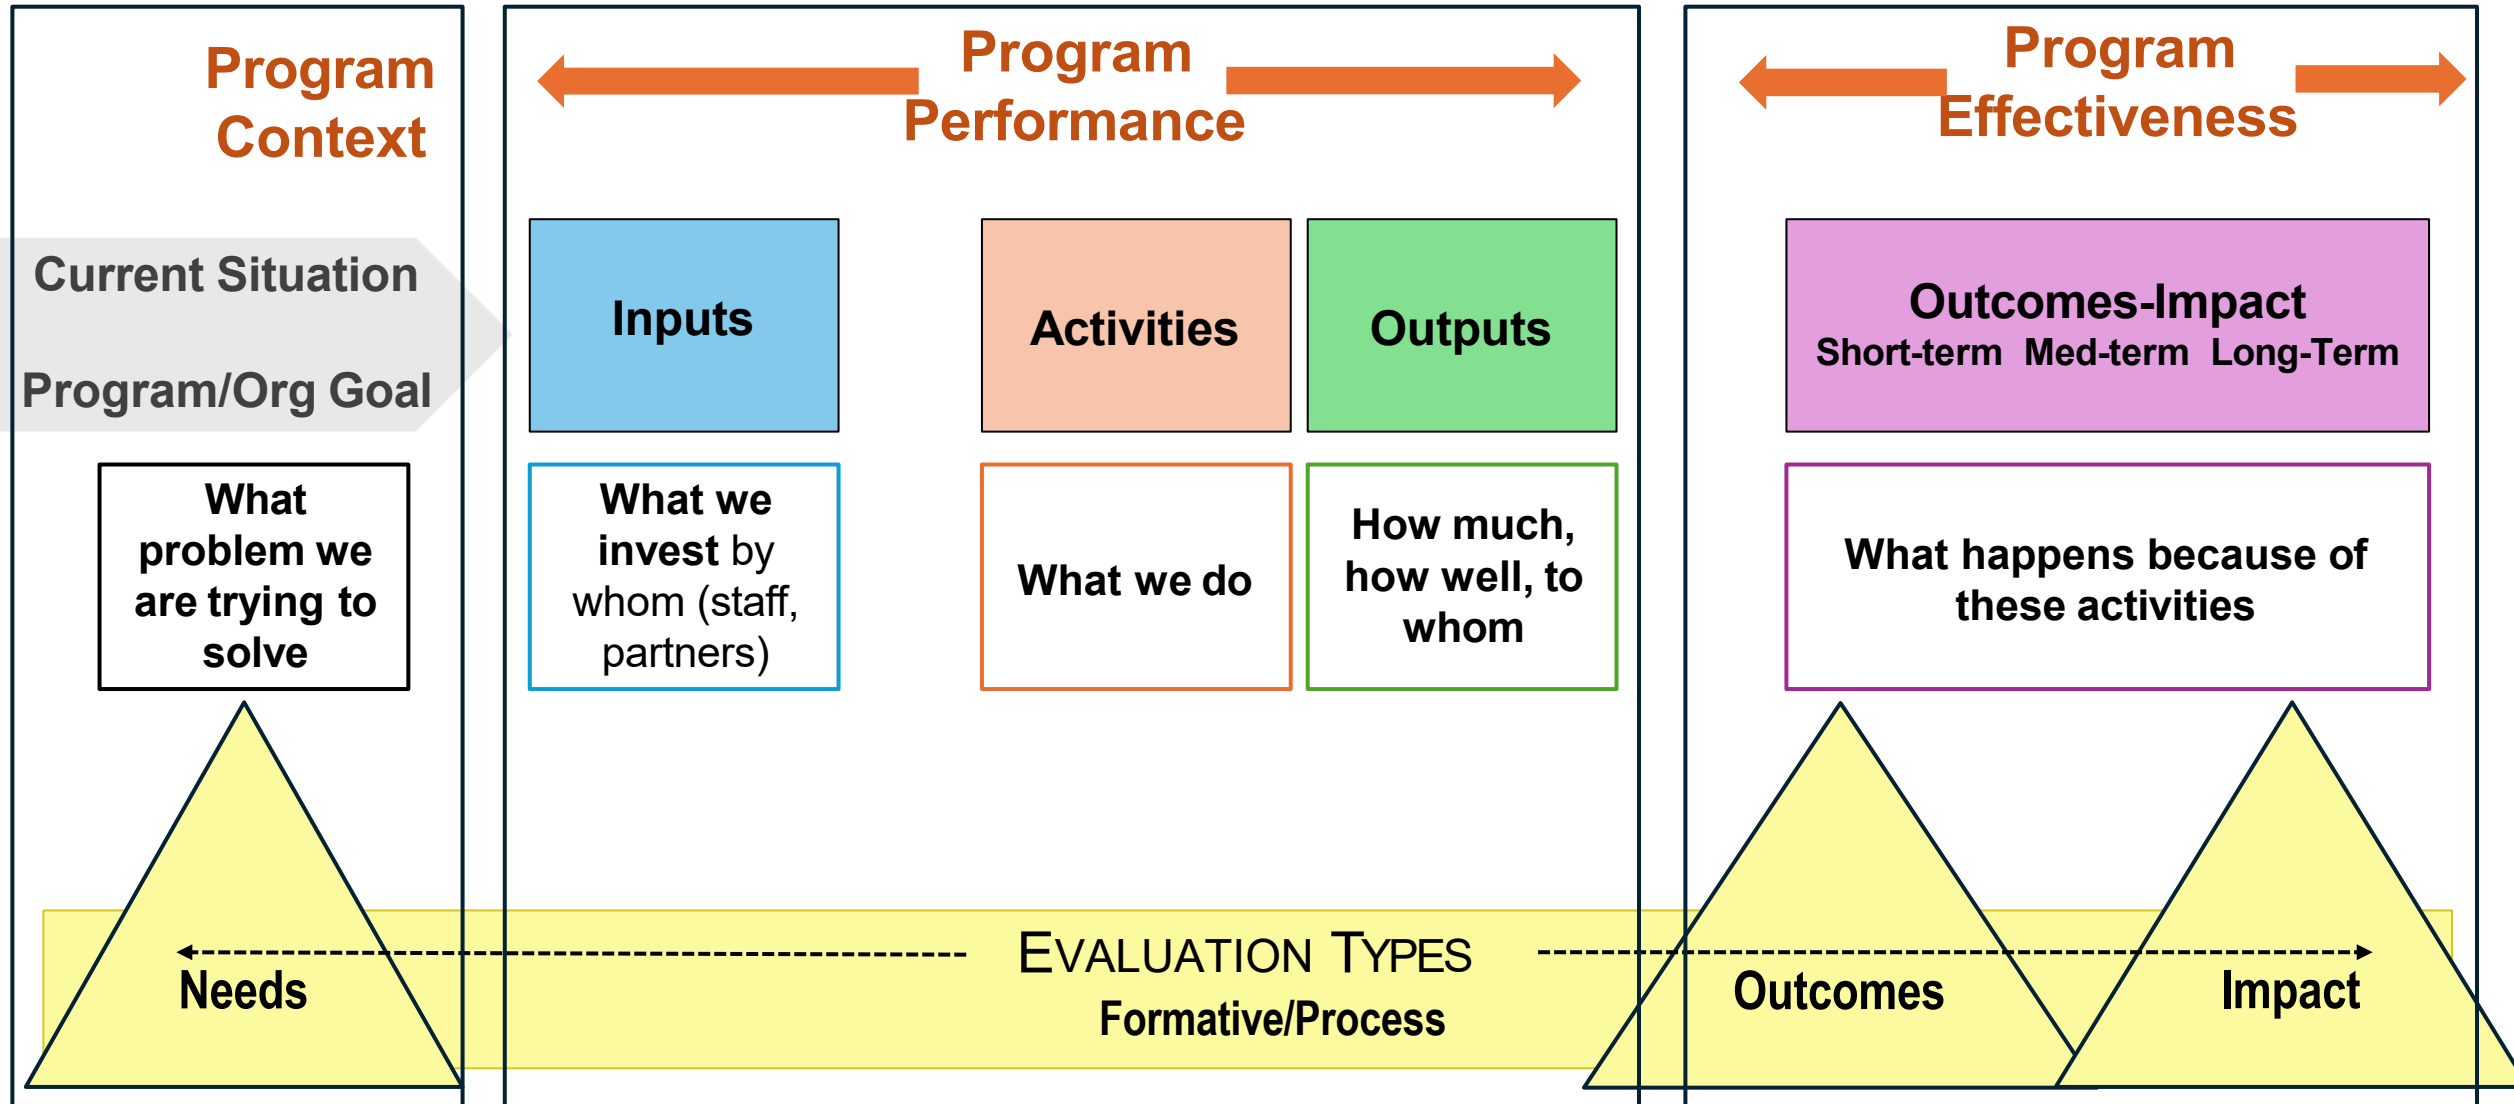 Program
Context
Program
Performance
Program
Effectiveness
Current Situation
Program/Org Goal
Inputs
Activities
Outputs
Outcomes-Impact
Short-term Med-term Long-Term
What
problem we
are trying to
solve
What we
invest by
whom (staff,
partners)
What we do
How much,
how well, to
whom
What happens because of
these activities
EVALUATION TYPES
Needs
Formative/Process
Outcomes
Impact